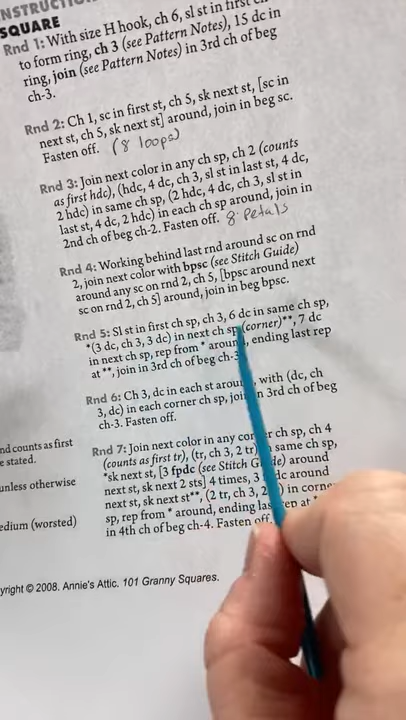 NSTRUCTION
SQUARE
Rnd 1: With size H hook, ch 6, sl st in first ch
to form ring, ch 3 (see Pattern Notes), 15 dc in
ring, join (see Pattern Notes) in 3rd ch of beg
ch-3.
Rnd 2: Ch 1, sc in first st, ch 5, sk next st, [sc in
next st, ch 5, sk next st] around, join in beg sc.
Fasten off. (8 loops)
Rnd 3: Join next color in any ch sp, ch 2 (counts
as first hdc), (hdc, 4 dc, ch 3, sl st in last st, 4 dc,
2 hdc) in same ch sp, (2 hdc, 4 dc, ch 3, sl st in
last st, 4 dc, 2 hdc) in each ch sp around, join in
2nd ch of beg ch-2. Fasten off. 8 petals
Rnd 4: Working behind last rnd around sc on rnd
2, join next color with bpsc (see Stitch Guide)
around any sc on rnd 2, ch 5, [bpsc around next
sc on rnd 2, ch 5] around, join in beg bpsc.
Rnd 5: Sl st in first ch sp, ch 3, 6 dc in same ch sp,
*(3 dc, ch 3, 3 dc) in next ch sp (corner)**, 7 dc
in next ch sp, rep from * around, ending last rep
at **, join in 3rd ch of beg ch-3
Rnd 6: Ch 3, dc in each st around, with (dc, ch
3, dc) in each corner ch sp, join in 3rd ch of beg
ch-3. Fasten off.
Rnd 7: Join next color in any corner ch sp, ch 4
(counts as first tr), (tr, ch 3, 2 tr) in same ch sp,
*sk next st, [3 fpdc (see Stitch Guide) around
next st, sk next 2 sts] 4 times, 3 dc around
next st, sk next st**, (2 tr, ch 3, 2 ) in corner
sp, rep from * around, ending last rep at
in 4th ch of beg ch-4. Fasten off.
nd counts as first
e stated.
unless otherwise
edium (worsted)
yright © 2008. Annie's Attic. 101 Granny Squares.